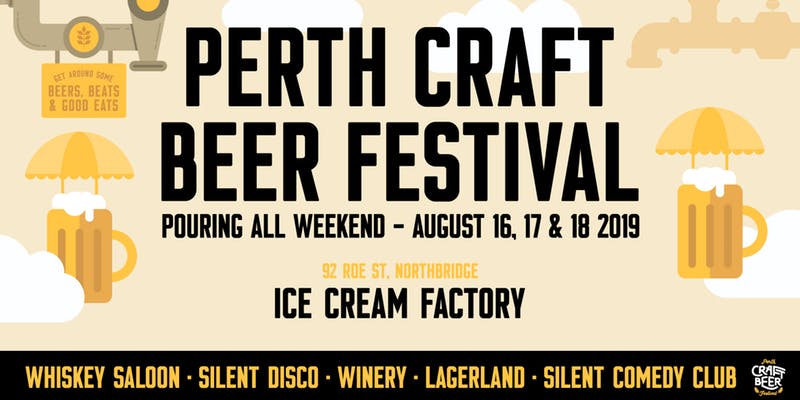 PERTH CRAFT
BEER FESTIVAL
POURING ALL WEEKEND - AUGUST 16, 17 & 18 2019
92 ROE ST, NORTHBRIDGE
ICE CREAM FACTORY
GET AROUND SOME
BEERS, BEATS
& GOOD EATS
WHISKEY SALOON · SILENT DISCO · WINERY · LAGERLAND · SILENT COMEDY CLUB
Perth
CRAFT
BEER
Festival